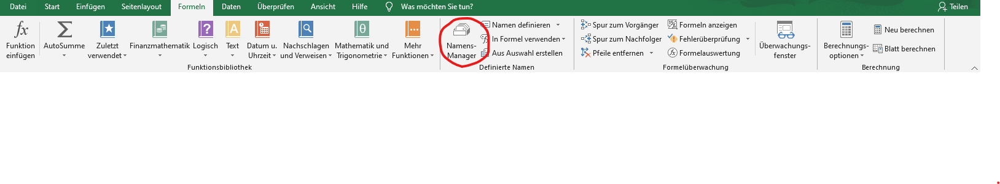 Datei Start Einfügen Seitenlayout Formeln Daten Überprüfen Ansicht Hilfe Was möchten Sie tun? Teilen
fx
Funktion
einfügen
Σ
AutoSumme
Zuletzt
verwendet
Finanzmathematik
?
Logisch
A
Text
Datum u.
Uhrzeit
Nachschlagen
und Verweisen
θ
Mathematik und
Trigonometrie
Mehr
Funktionen
Funktionsbibliothek
Namens-
Manager
Namen definieren
In Formel verwenden
Aus Auswahl erstellen
Definierte Namen
Spur zum Vorgänger
Spur zum Nachfolger
Pfeile entfernen
Formeln anzeigen
Fehlerüberprüfung
Formelauswertung
Überwachungs-
fenster
Formelüberwachung
Berechnungs-
optionen
Neu berechnen
Blatt berechnen
Berechnung